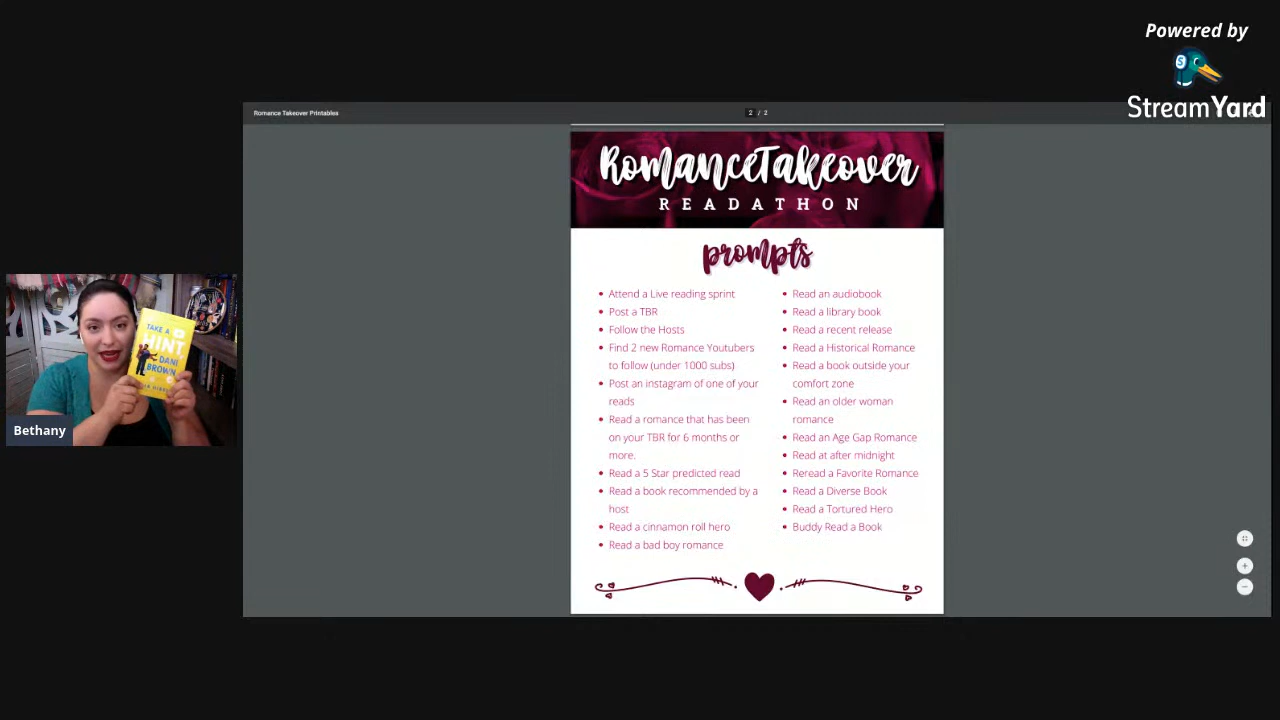 Powered by
StreamYard
Romance Takeover Printables
2 / 2
RomanceTakeover
READATHON
prompts
• Attend a Live reading sprint
• Post a TBR
• Follow the Hosts
• Find 2 new Romance Youtubers
to follow (under 1000 subs)
• Post an instagram of one of your
reads
• Read a romance that has been
on your TBR for 6 months or
more.
• Read a 5 Star predicted read
• Read a book recommended by a
host
• Read a cinnamon roll hero
• Read a bad boy romance
• Read an audiobook
• Read a library book
• Read a recent release
• Read a Historical Romance
• Read a book outside your
comfort zone
• Read an older woman
romance
• Read an Age Gap Romance
• Read at after midnight
• Reread a Favorite Romance
• Read a Diverse Book
• Read a Tortured Hero
• Buddy Read a Book
TAKE A
HINT
DANI
BROWN
Bethany